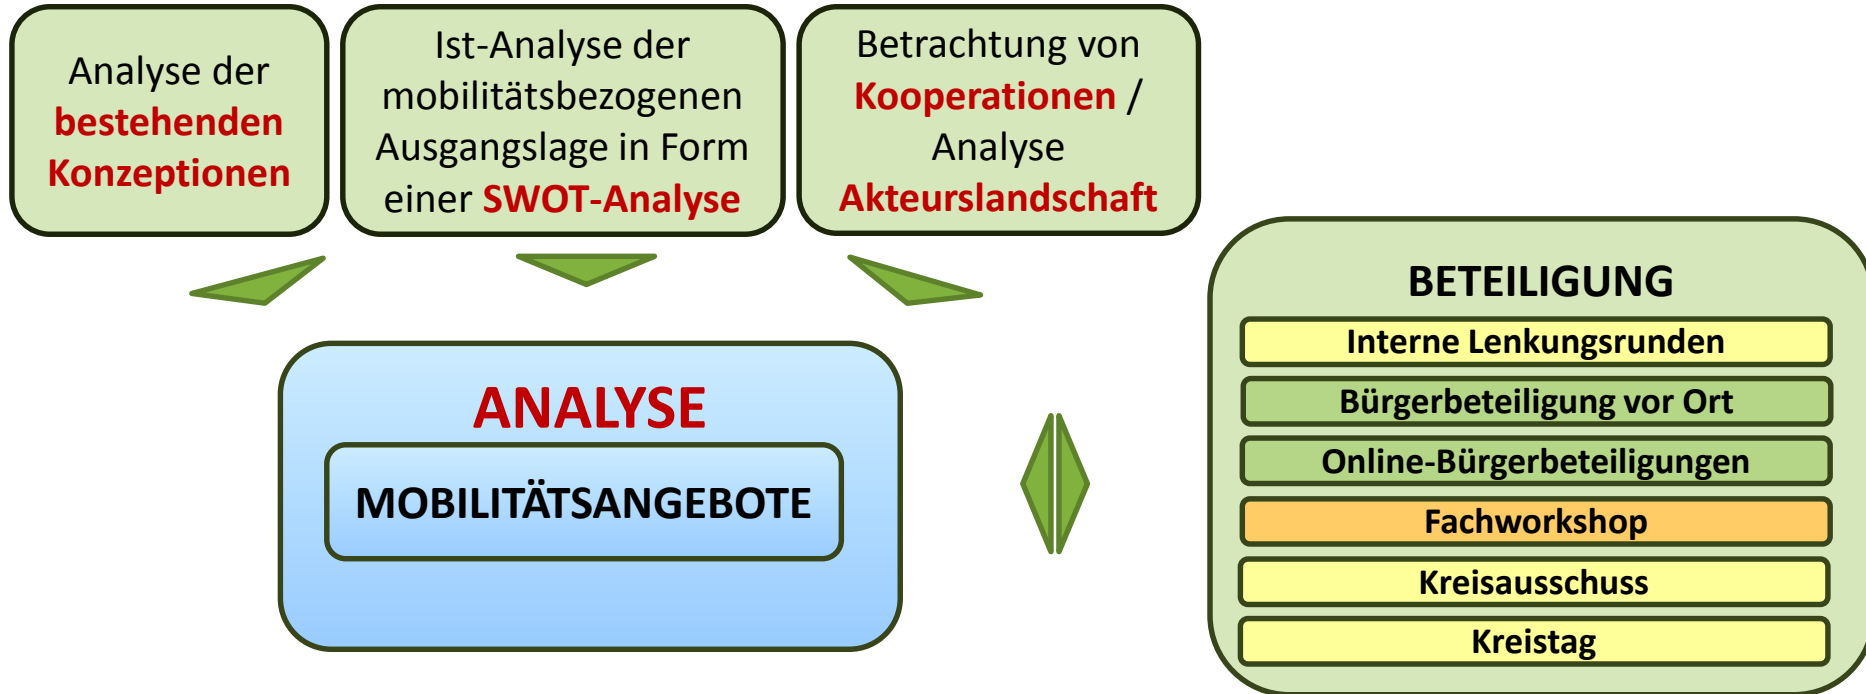 Analyse der
bestehenden
Konzeptionen
Ist-Analyse der
mobilitätsbezogenen
Ausgangslage in Form
einer SWOT-Analyse
Betrachtung von
Kooperationen /
Analyse
Akteurslandschaft
ANALYSE
MOBILITÄTSANGEBOTE
BETEILIGUNG
Interne Lenkungsrunden
Bürgerbeteiligung vor Ort
Online-Bürgerbeteiligungen
Fachworkshop
Kreisausschuss
Kreistag